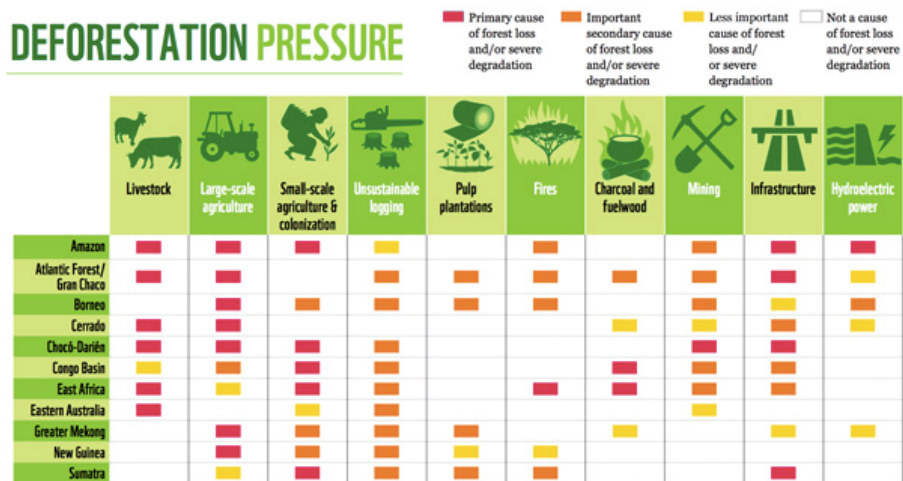 DEFORESTATION PRESSURE
Primary cause
of forest loss
and/or severe
degradation
Important
secondary cause
of forest loss
and/or severe
degradation
Less important
cause of forest
loss and/
or severe
degradation
Not a cause
of forest loss
and/or severe
degradation
Livestock
Large-scale
agriculture
Small-scale
agriculture &
colonization
Unsustainable
logging
Pulp
plantations
Fires
Charcoal and
fuelwood
Mining
Infrastructure
Hydroelectric
power
Amazon
Atlantic Forest/
Gran Chaco
Borneo
Cerrado
Chocó-Darién
Congo Basin
East Africa
Eastern Australia
Greater Mekong
New Guinea
Sumatra